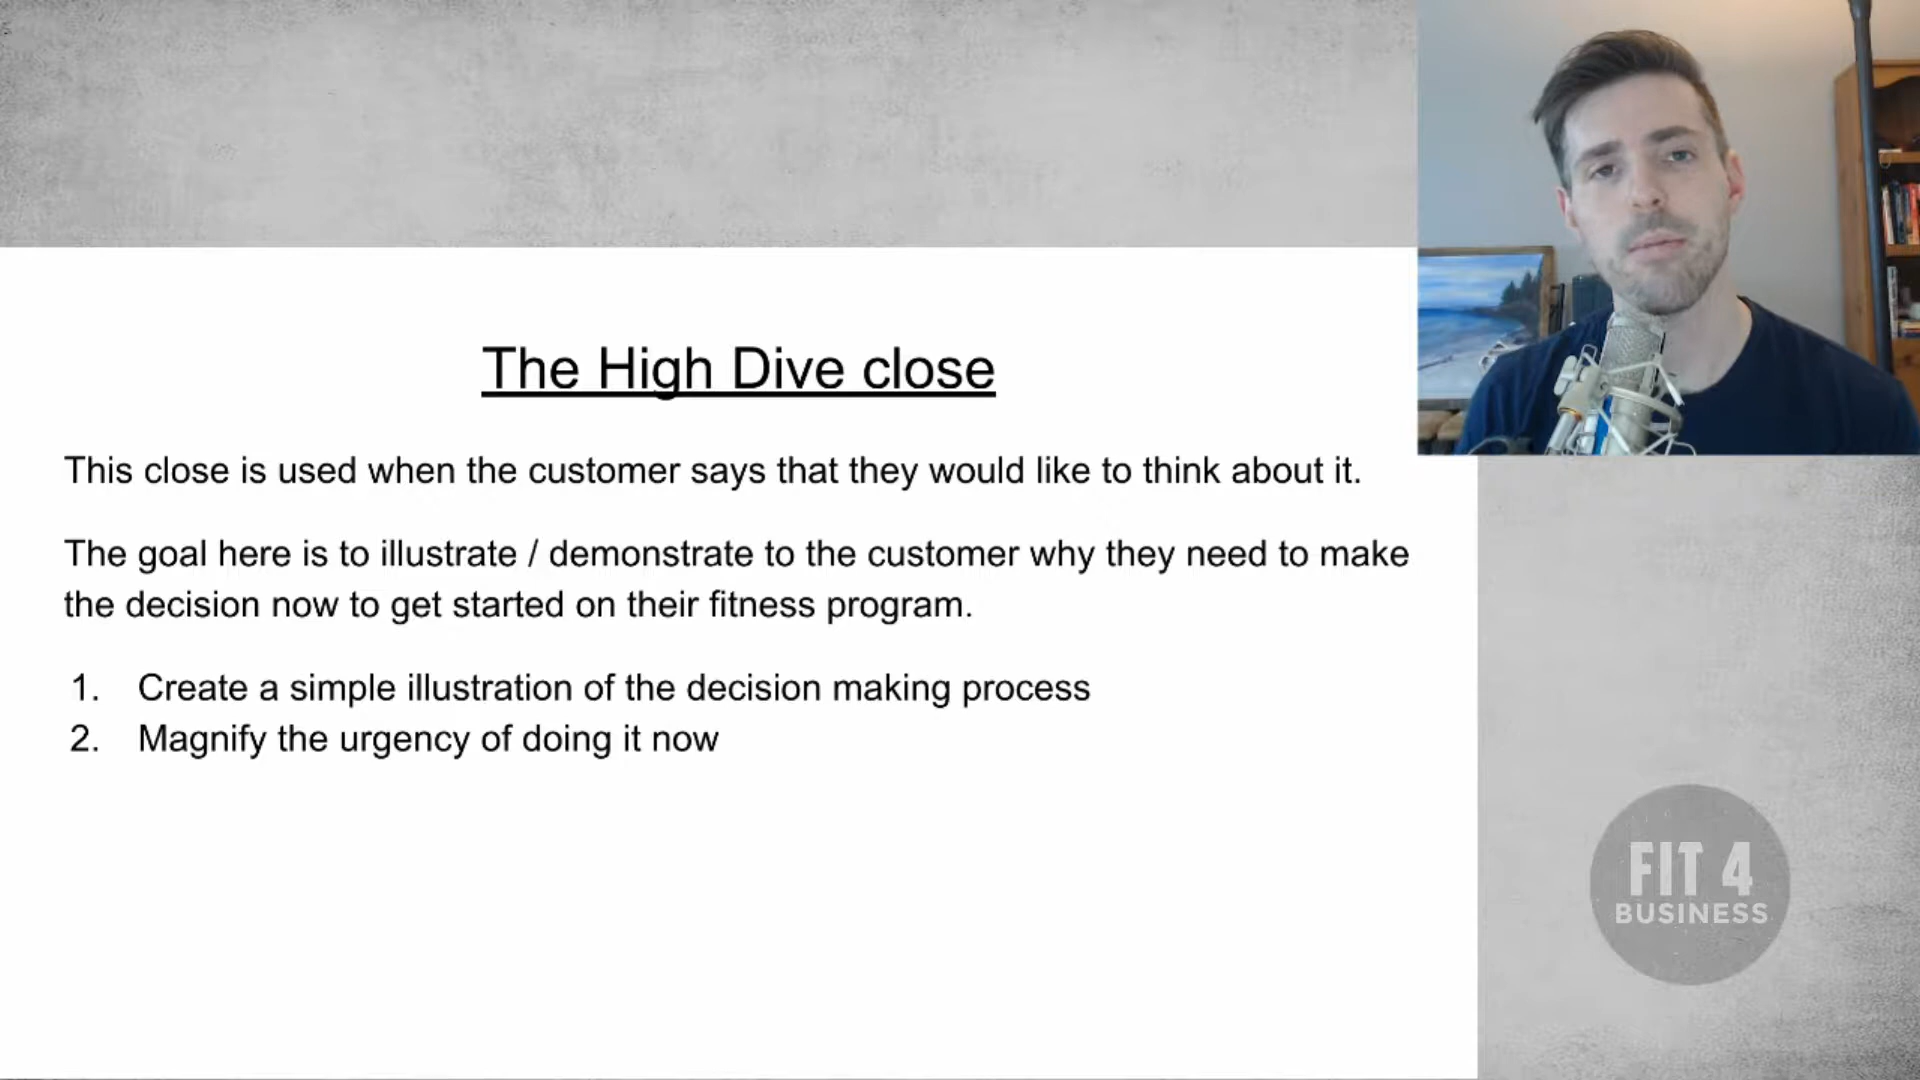 The High Dive close
This close is used when the customer says that they would like to think about it.
The goal here is to illustrate / demonstrate to the customer why they need to make
the decision now to get started on their fitness program.
1. Create a simple illustration of the decision making process
2. Magnify the urgency of doing it now
FIT 4
BUSINESS